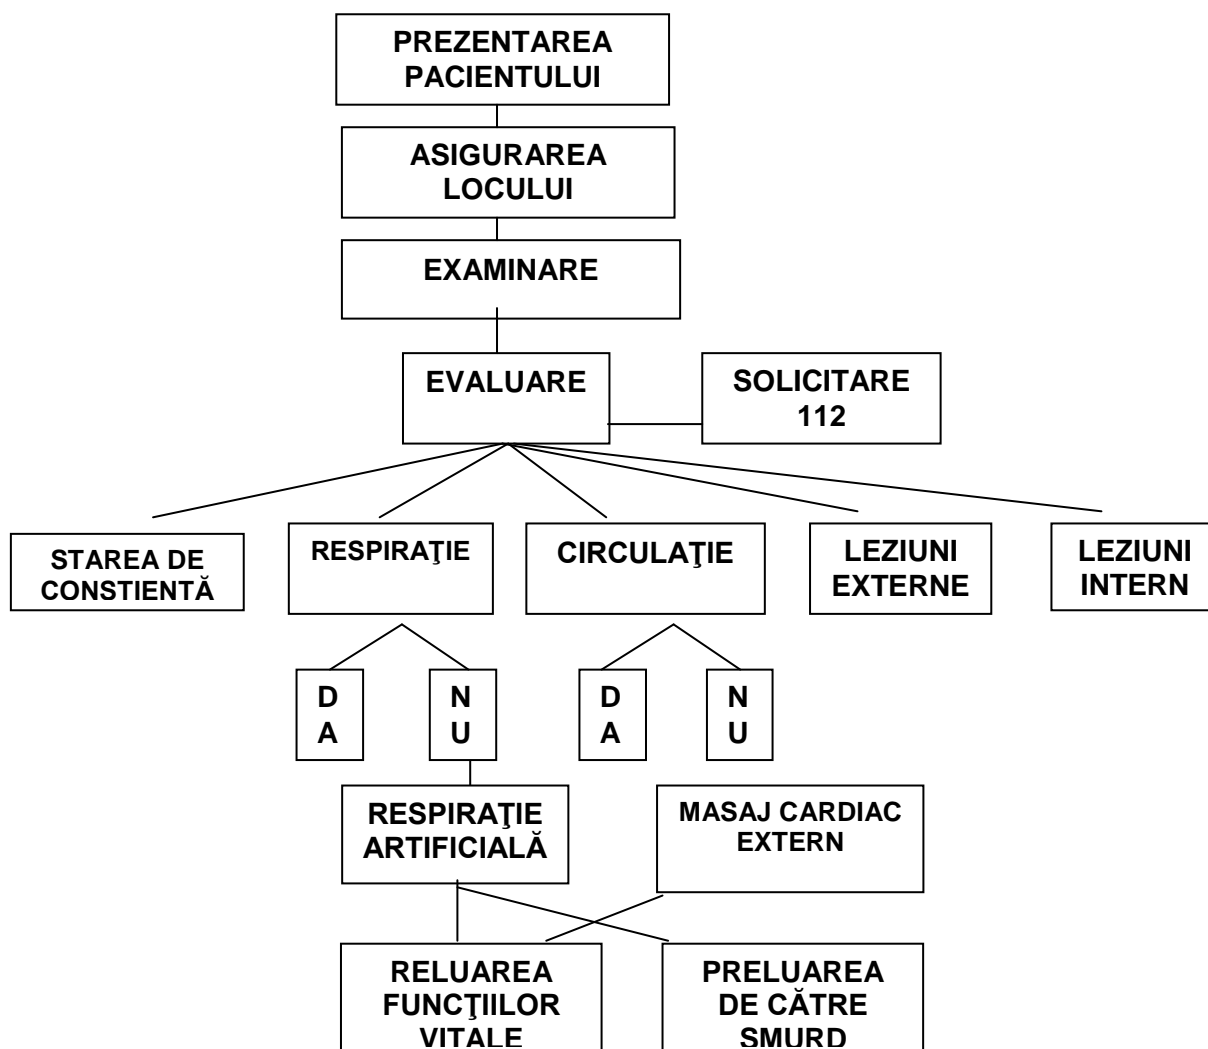 PREZENTAREA
PACIENTULUI
ASIGURAREA
LOCULUI
EXAMINARE
EVALUARE
SOLICITARE
112
STAREA DE
CONSTIENTĂ
RESPIRAŢIE
CIRCULAŢIE
LEZIUNI
EXTERNE
LEZIUNI
INTERN
D
A
N
U
D
A
N
U
RESPIRAŢIE
ARTIFICIALĂ
MASAJ CARDIAC
EXTERN
RELUAREA
FUNCŢIILOR
VITALE
PRELUAREA
DE CĂTRE
SMURD